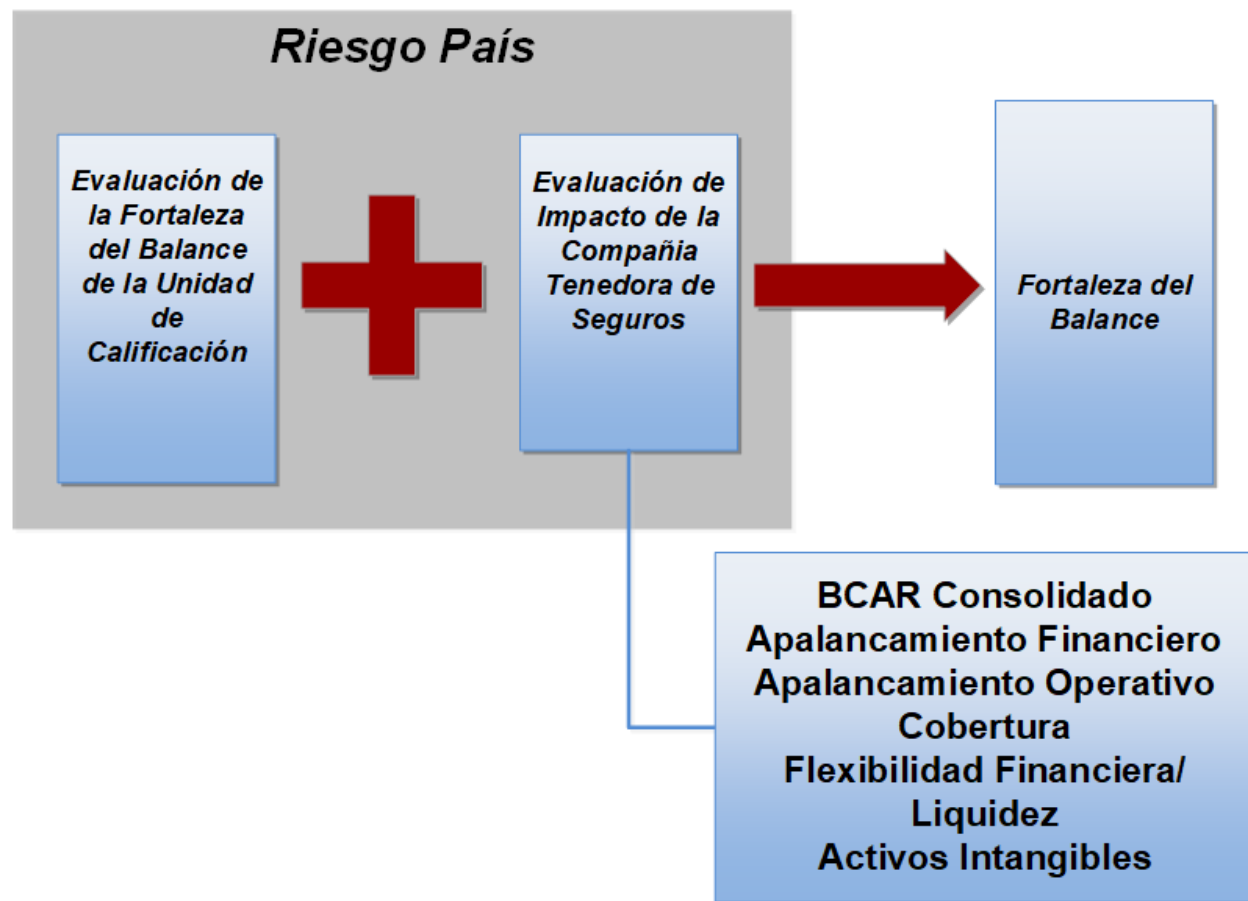 Riesgo País
Evaluación de
la Fortaleza
del Balance
de la Unidad
de
Calificación
Evaluación de
Impacto de la
Compañia
Tenedora de
Seguros
Fortaleza del
Balance
BCAR Consolidado
Apalancamiento Financiero
Apalancamiento Operativo
Cobertura
Flexibilidad Financiera/
Liquidez
Activos Intangibles